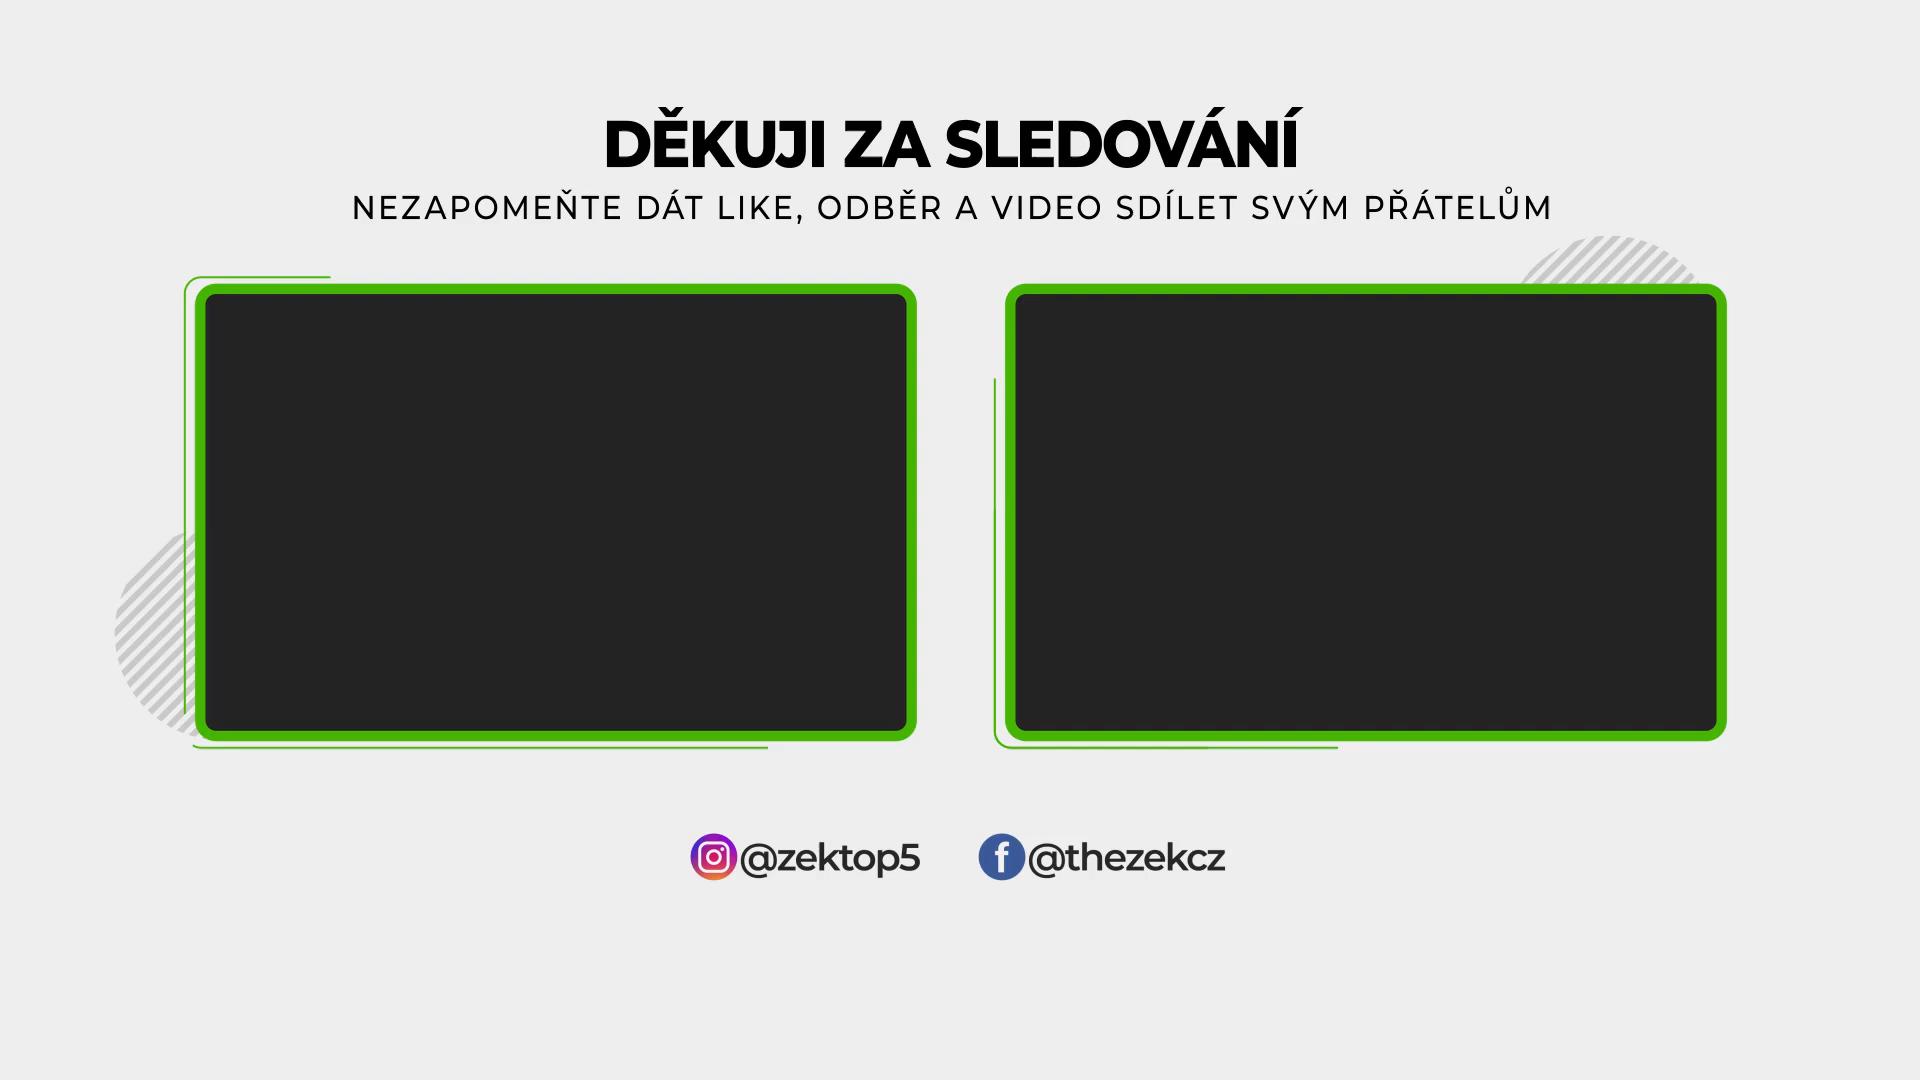 DĚKUJI ZA SLEDOVÁNÍ
NEZAPOMEŇTE DÁT LIKE, ODBĚR A VIDEO SDÍLET SVÝM PŘÁTELŮM
@zektop5 @thezekcz